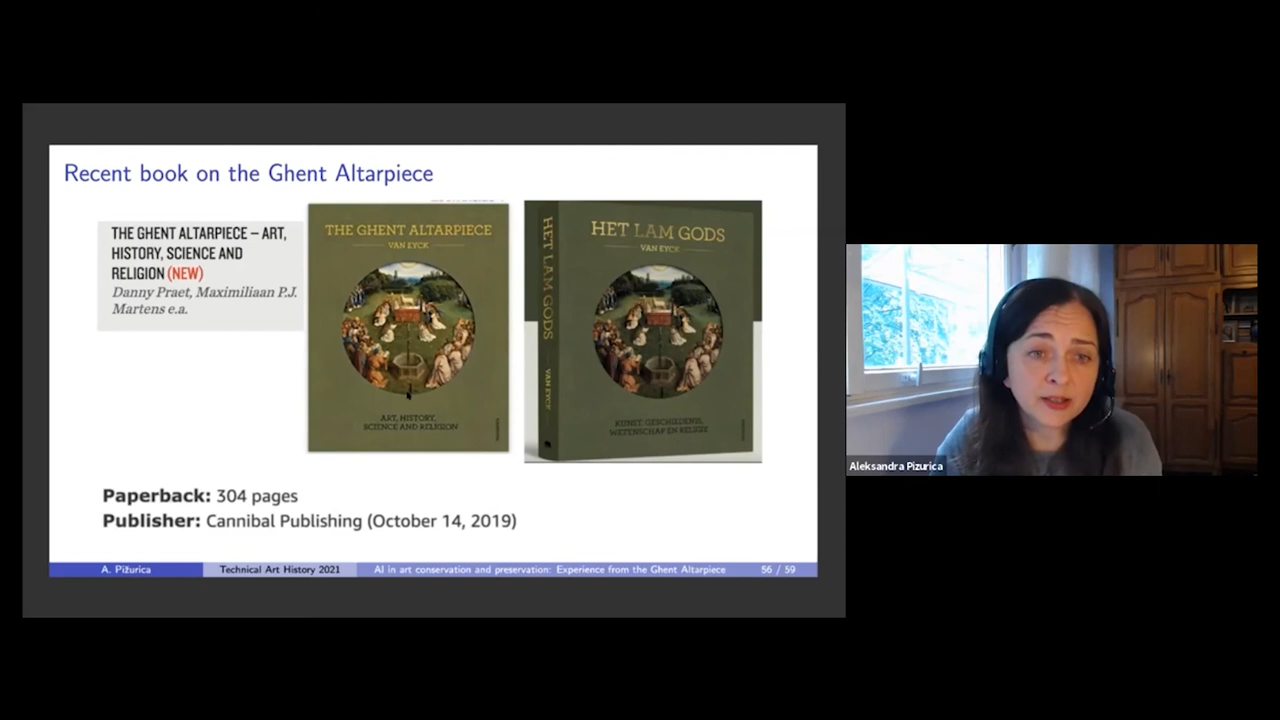 Recent book on the Ghent Altarpiece
THE GHENT ALTARPIECE – ART,
HISTORY, SCIENCE AND
RELIGION (NEW)
Danny Praet, Maximiliaan P.J.
Martens e.a.
THE GHENT ALTARPIECE
VAN EYCK
ART, HISTORY,
SCIENCE AND RELIGION
HET LAM GODS
VAN EYCK
HET LAM GODS
VAN EYCK
KUNST, GESCHIEDENIS,
WETENSCHAP EN RELIGIE
Paperback: 304 pages
Publisher: Cannibal Publishing (October 14, 2019)
A. Pižurica
Technical Art History 2021
AI in art conservation and preservation: Experience from the Ghent Altarpiece
56 / 59
Aleksandra Pizurica